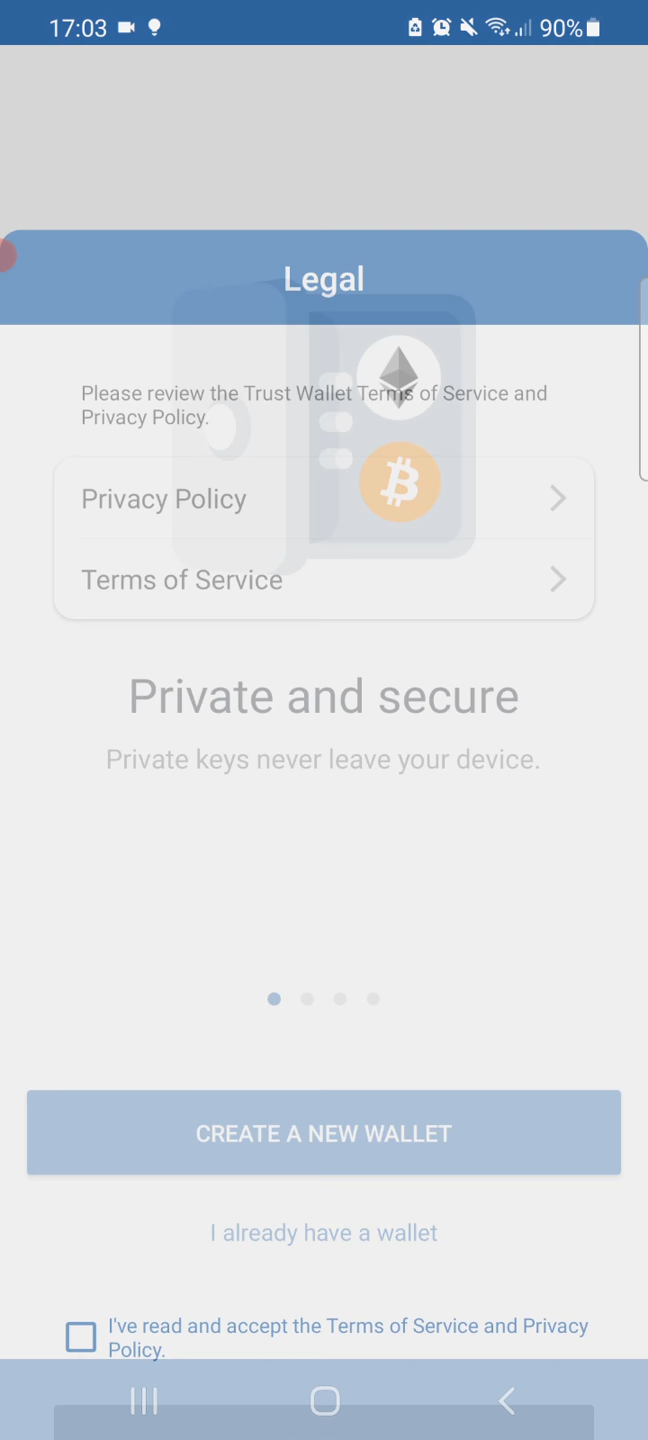 17:03
90%
Legal
Please review the Trust Wallet Terms of Service and
Privacy Policy.
Privacy Policy
Terms of Service
Private and secure
Private keys never leave your device.
CREATE A NEW WALLET
I already have a wallet
I've read and accept the Terms of Service and Privacy
Policy.